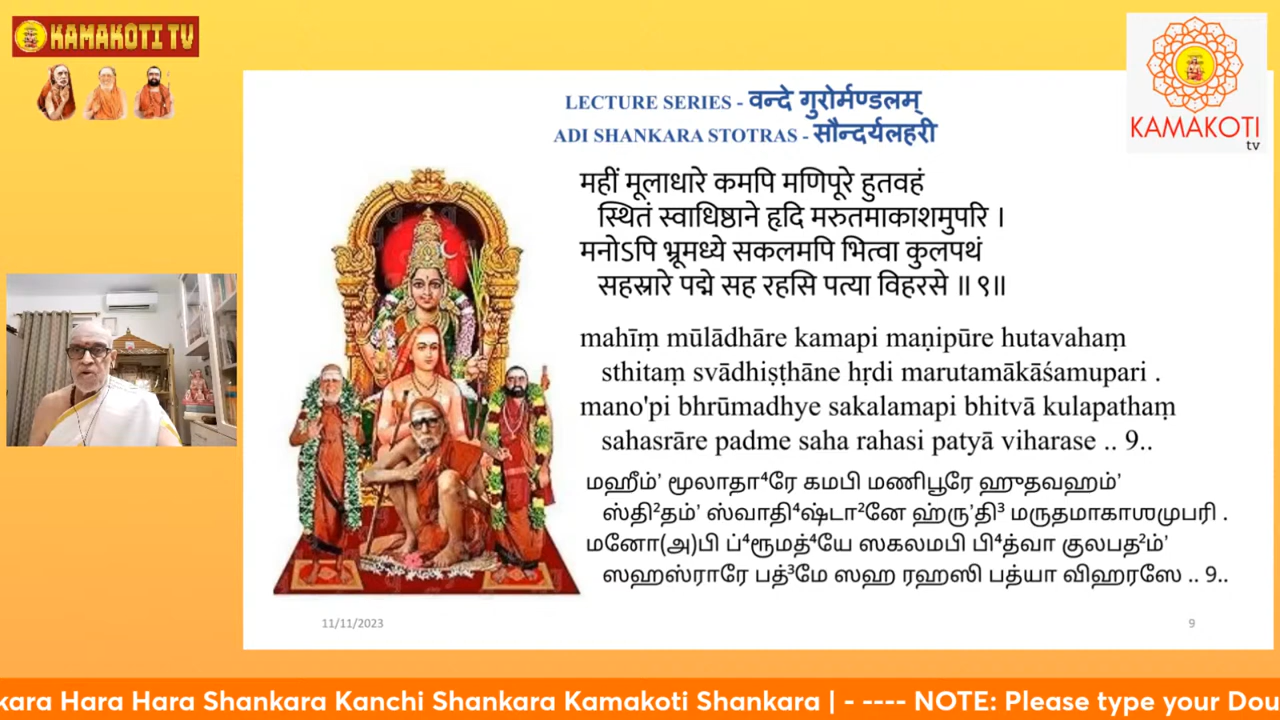 KAMAKOTI TV
KAMAKOTI
tv
LECTURE SERIES - वन्दे गुरोर्मण्डलम्
ADI SHANKARA STOTRAS - सौन्दर्यलहरी
महीं मूलाधारे कमपि मणिपूरे हुतवहं
स्थितं स्वाधिष्ठाने हृदि मरुतमाकाशमुपरि ।
मनोऽपि भ्रूमध्ये सकलमपि भित्वा कुलपथं
सहस्रारे पद्मे सह रहसि पत्या विहरसे ॥ ९॥
mahīṃ mūlādhāre kamapi maṇipūre hutavahaṃ
sthitaṃ svādhiṣṭhāne hṛdi marutamākāśamupari .
mano'pi bhrūmadhye sakalamapi bhitvā kulapathaṃ
sahasrāre padme saha rahasi patyā viharase .. 9..
மஹீம்ʼ மூலாதா⁴ரே கமபி மணிபூரே ஹுதவஹம்ʼ
ஸ்தி²தம்ʼ ஸ்வாதி⁴ஷ்டா²னே ஹ்ருʼதி³ மருதமாகாஶமுபரி .
மனோ(அ)பி ப்⁴ரூமத்⁴யே ஸகலமபி பி⁴த்வா குலபத²ம்ʼ
ஸஹஸ்ராரே பத்³மே ஸஹ ரஹஸி பத்யா விஹரஸே .. 9..
11/11/2023
9
kara Hara Hara Shankara Kanchi Shankara Kamakoti Shankara | - ---- NOTE: Please type your Dou